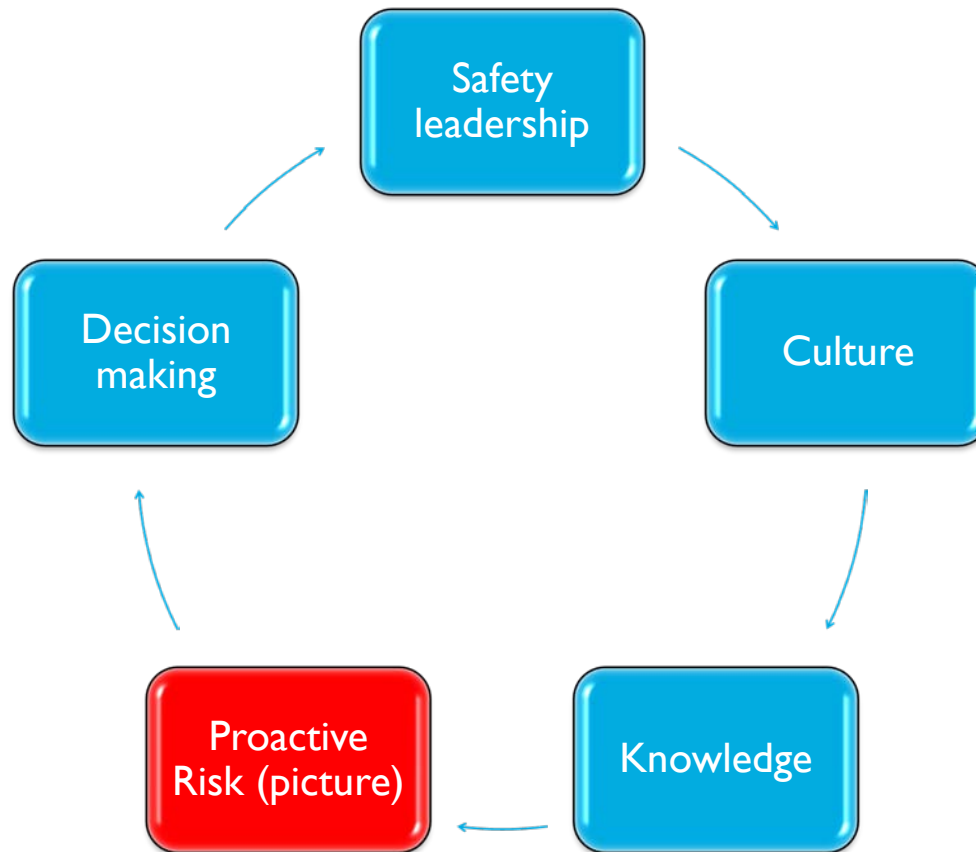 Safety
leadership
Culture
Knowledge
Proactive
Risk (picture)
Decision
making